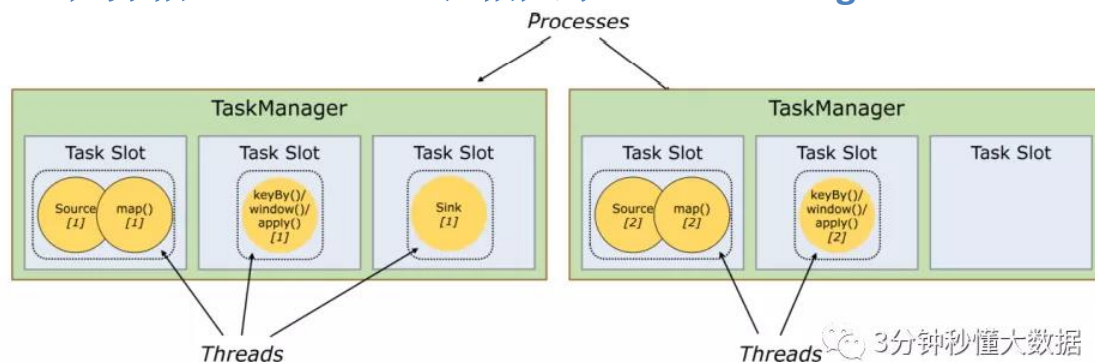 Processes
TaskManager
TaskManager
Task Slot
Task Slot
Task Slot
Task Slot
Task Slot
Task Slot
Source
[1]
map()
[1]
keyBy()/
window()/
apply()
[1]
Sink
[1]
Source
[2]
map()
[2]
keyBy()/
window()/
apply()
[2]
Threads
Threads
3分钟秒懂大数据